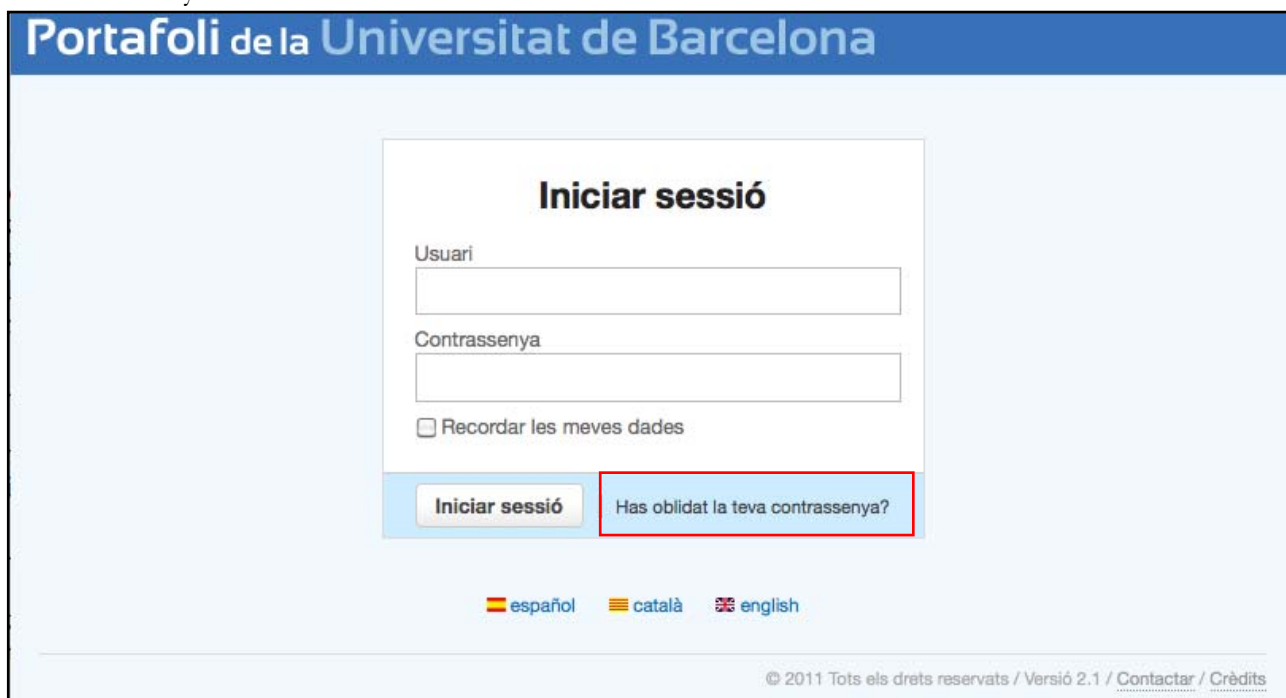 Portafoli de la Universitat de Barcelona
Iniciar sessió
Usuari
Contrassenya
Recordar les meves dades
Iniciar sessió Has oblidat la teva contrassenya?
español català english
© 2011 Tots els drets reservats / Versió 2.1 / Contactar / Crèdits